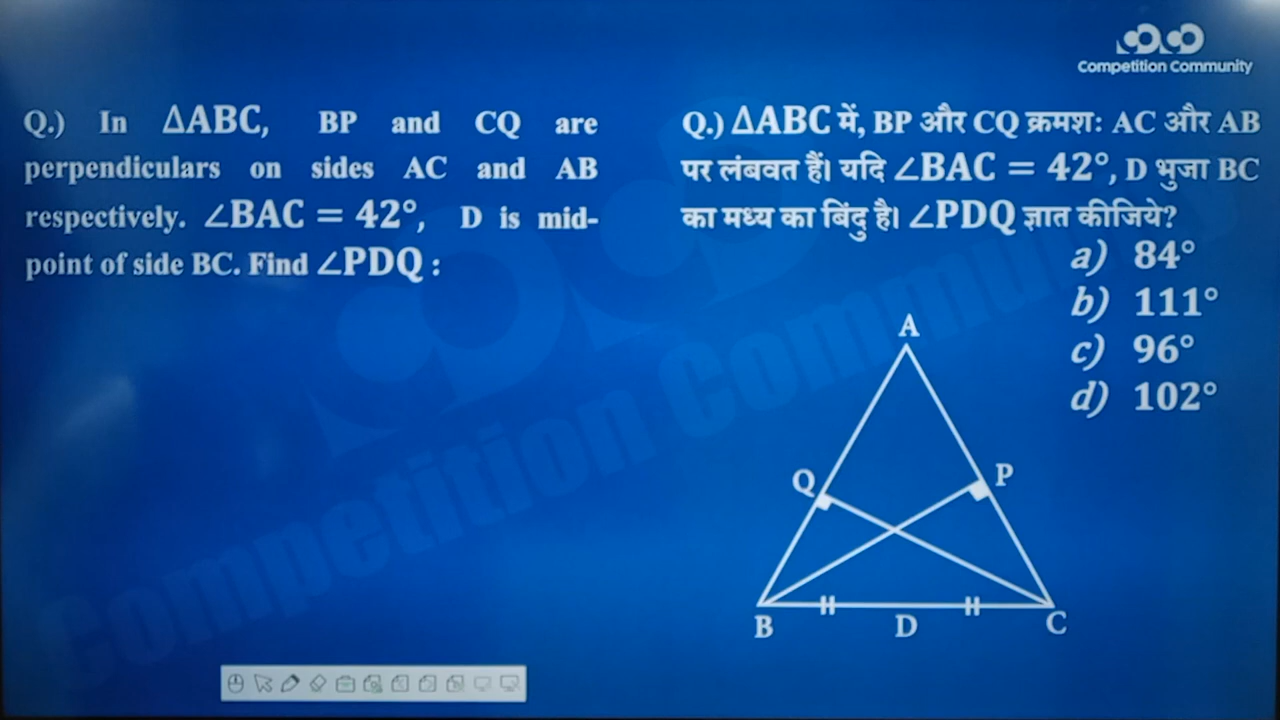 Competition Community
Q.) In ΔABC, BP and CQ are
perpendiculars on sides AC and AB
respectively. ∠BAC = 42°, D is mid-
point of side BC. Find ∠PDQ :
Q.) ΔABC में, BP और CQ क्रमशः AC और AB
पर लंबवत हैं। यदि ∠BAC = 42°, D भुजा BC
का मध्य का बिंदु है। ∠PDQ ज्ञात कीजिये?
a) 84°
b) 111°
c) 96°
d) 102°
A
Q
P
B
D
C
Competition Community